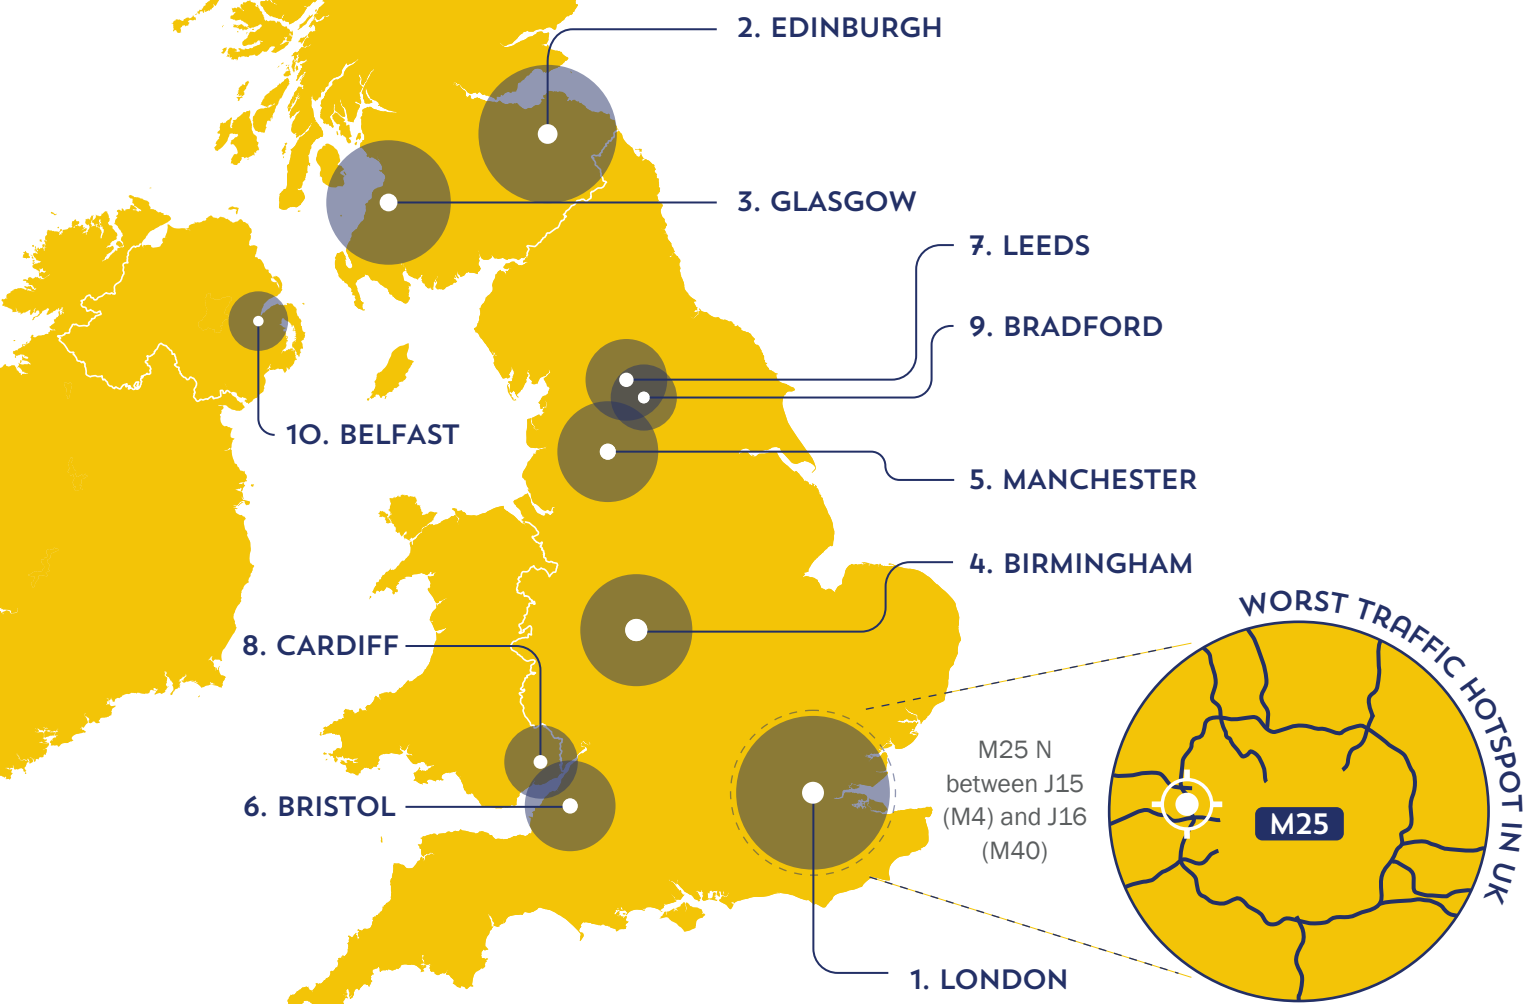 2. EDINBURGH
3. GLASGOW
7. LEEDS
9. BRADFORD
10. BELFAST
5. MANCHESTER
4. BIRMINGHAM
8. CARDIFF
6. BRISTOL
1. LONDON
M25 N
between J15
(M4) and J16
(M40)
WORST TRAFFIC HOTSPOT IN UK
M25